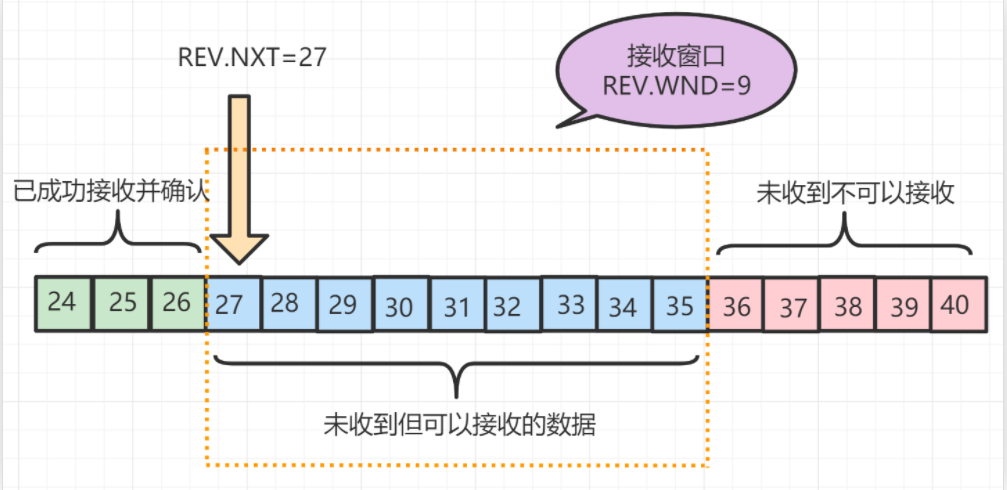 REV.NXT=27
接收窗口
REV.WND=9
已成功接收并确认
未收到不可以接收
24 25 26 27 28 29 30 31 32 33 34 35 36 37 38 39 40
未收到但可以接收的数据